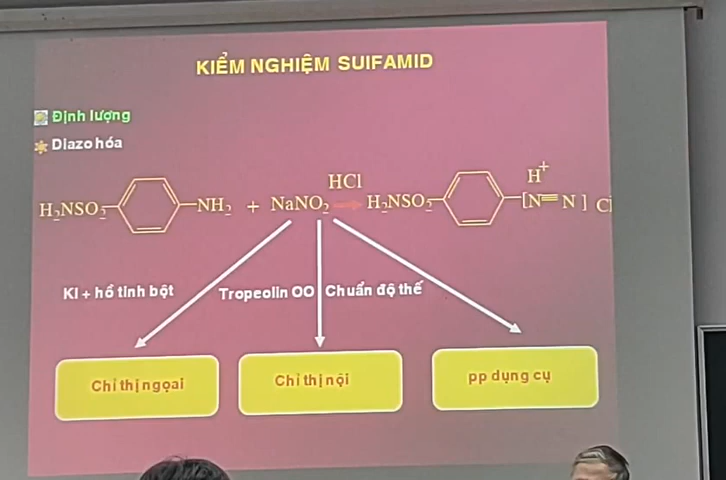 KIỂM NGHIỆM SUIFAMID
Định lượng
Diazo hóa
H₂NSO₂ NH₂ + NaNO₂ HCl H₂NSO₂ [N≡N] H⁺ Cl
KI + hồ tinh bột Tropeolin OO Chuẩn độ thế
Chỉ thị ngọai Chỉ thị nội pp dụng cụ